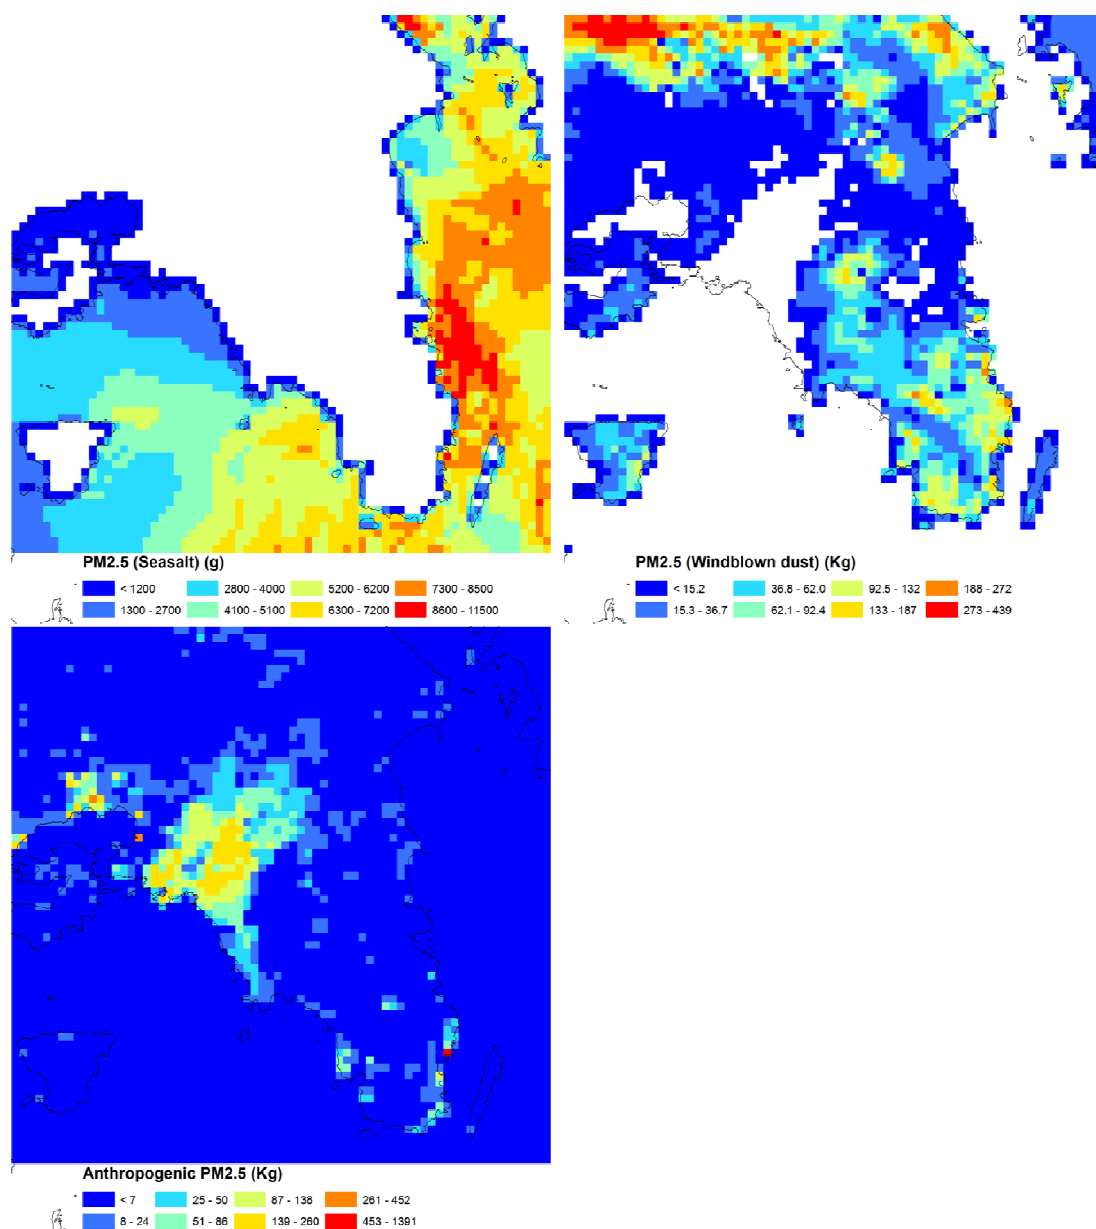 PM2.5 (Seasalt) (g)
< 1200 2800 - 4000 5200 - 6200 7300 - 8500
1300 - 2700 4100 - 5100 6300 - 7200 8600 - 11500
PM2.5 (Windblown dust) (Kg)
< 15.2 36.8 - 62.0 92.5 - 132 188 - 272
15.3 - 36.7 62.1 - 92.4 133 - 187 273 - 439
Anthropogenic PM2.5 (Kg)
< 7 25 - 50 87 - 138 261 - 452
8 - 24 51 - 86 139 - 260 453 - 1391